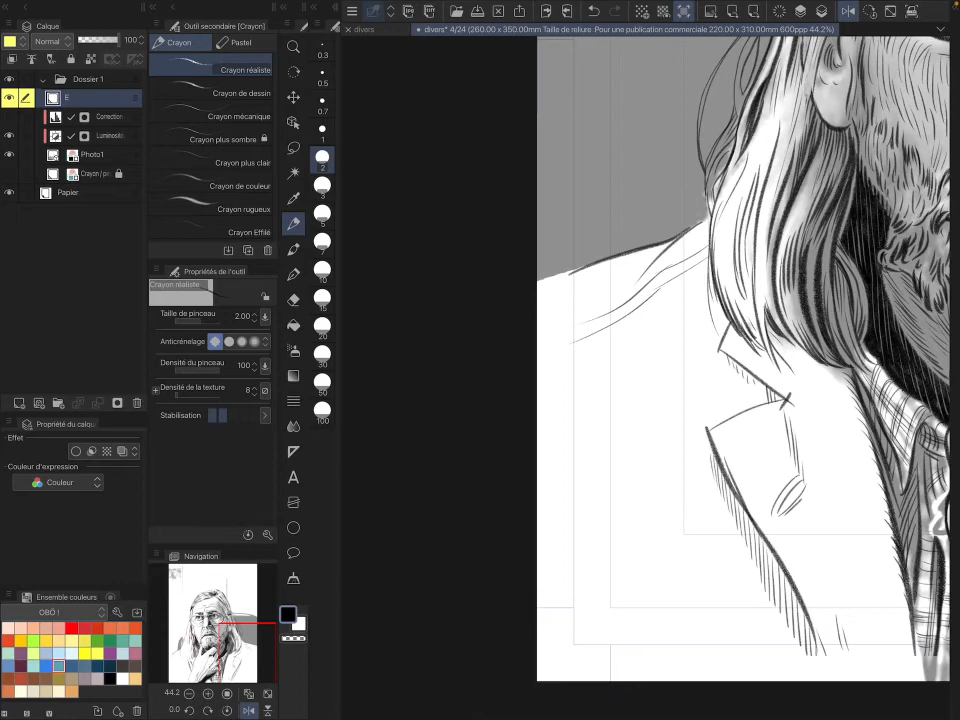 Calque
Outil secondaire [Crayon]
Normal
100
Crayon
Pastel
divers
divers* 4/24 (260.00 x 350.00mm Taille de reliure :Pour une publication commerciale 220.00 x 310.00mm 600ppp 44.2%)
Dossier 1
E
Correction
Luminosité
Photo1
Crayon / pin
Papier
Crayon réaliste
Crayon de dessin
Crayon mécanique
Crayon plus sombre
Crayon plus clair
Crayon de couleur
Crayon rugueux
Crayon Effilé
0.3
0.5
0.7
1
2
3
5
7
10
15
20
30
50
100
Propriétés de l'outil
Crayon réaliste
Taille de pinceau 2.00
Anticrénelage
Densité du pinceau 100
Densité de la texture 8
Stabilisation
Propriété du calqu
Effet
Couleur d'expression
Couleur
Navigation
44.2
0.0
Ensemble couleurs
OBÖ !
A